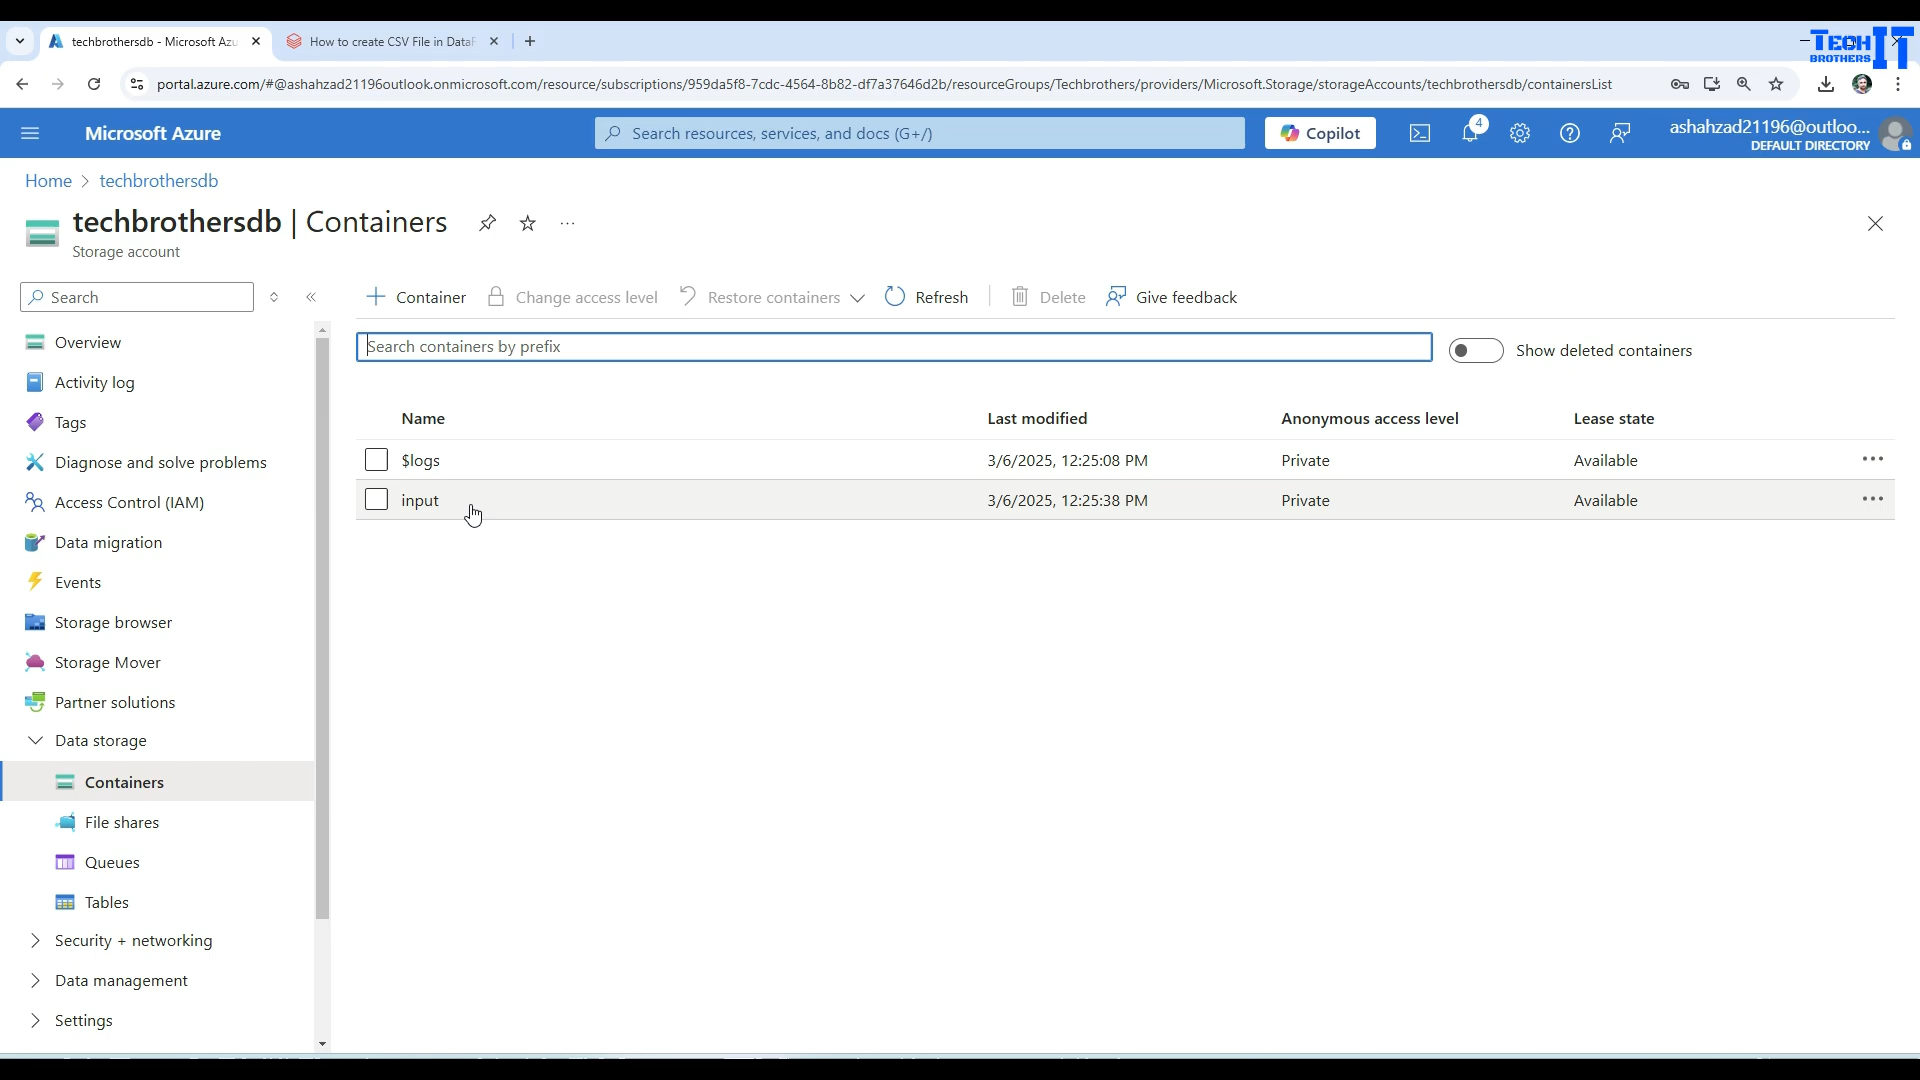 techbrothersdb - Microsoft Azu
How to create CSV File in DataF
TECH BROTHERS IT
portal.azure.com/#@ashahzad21196outlook.onmicrosoft.com/resource/subscriptions/959da5f8-7cdc-4564-8b82-df7a37646d2b/resourceGroups/Techbrothers/providers/Microsoft.Storage/storageAccounts/techbrothersdb/containersList
Microsoft Azure
Search resources, services, and docs (G+/)
Copilot
4
ashahzad21196@outloo...
DEFAULT DIRECTORY
Home > techbrothersdb
techbrothersdb | Containers
Storage account
Search
Container
Change access level
Restore containers
Refresh
Delete
Give feedback
Search containers by prefix
Show deleted containers
Overview
Activity log
Tags
Diagnose and solve problems
Access Control (IAM)
Data migration
Events
Storage browser
Storage Mover
Partner solutions
Data storage
Containers
File shares
Queues
Tables
Security + networking
Data management
Settings
Name Last modified Anonymous access level Lease state
$logs 3/6/2025, 12:25:08 PM Private Available
input 3/6/2025, 12:25:38 PM Private Available